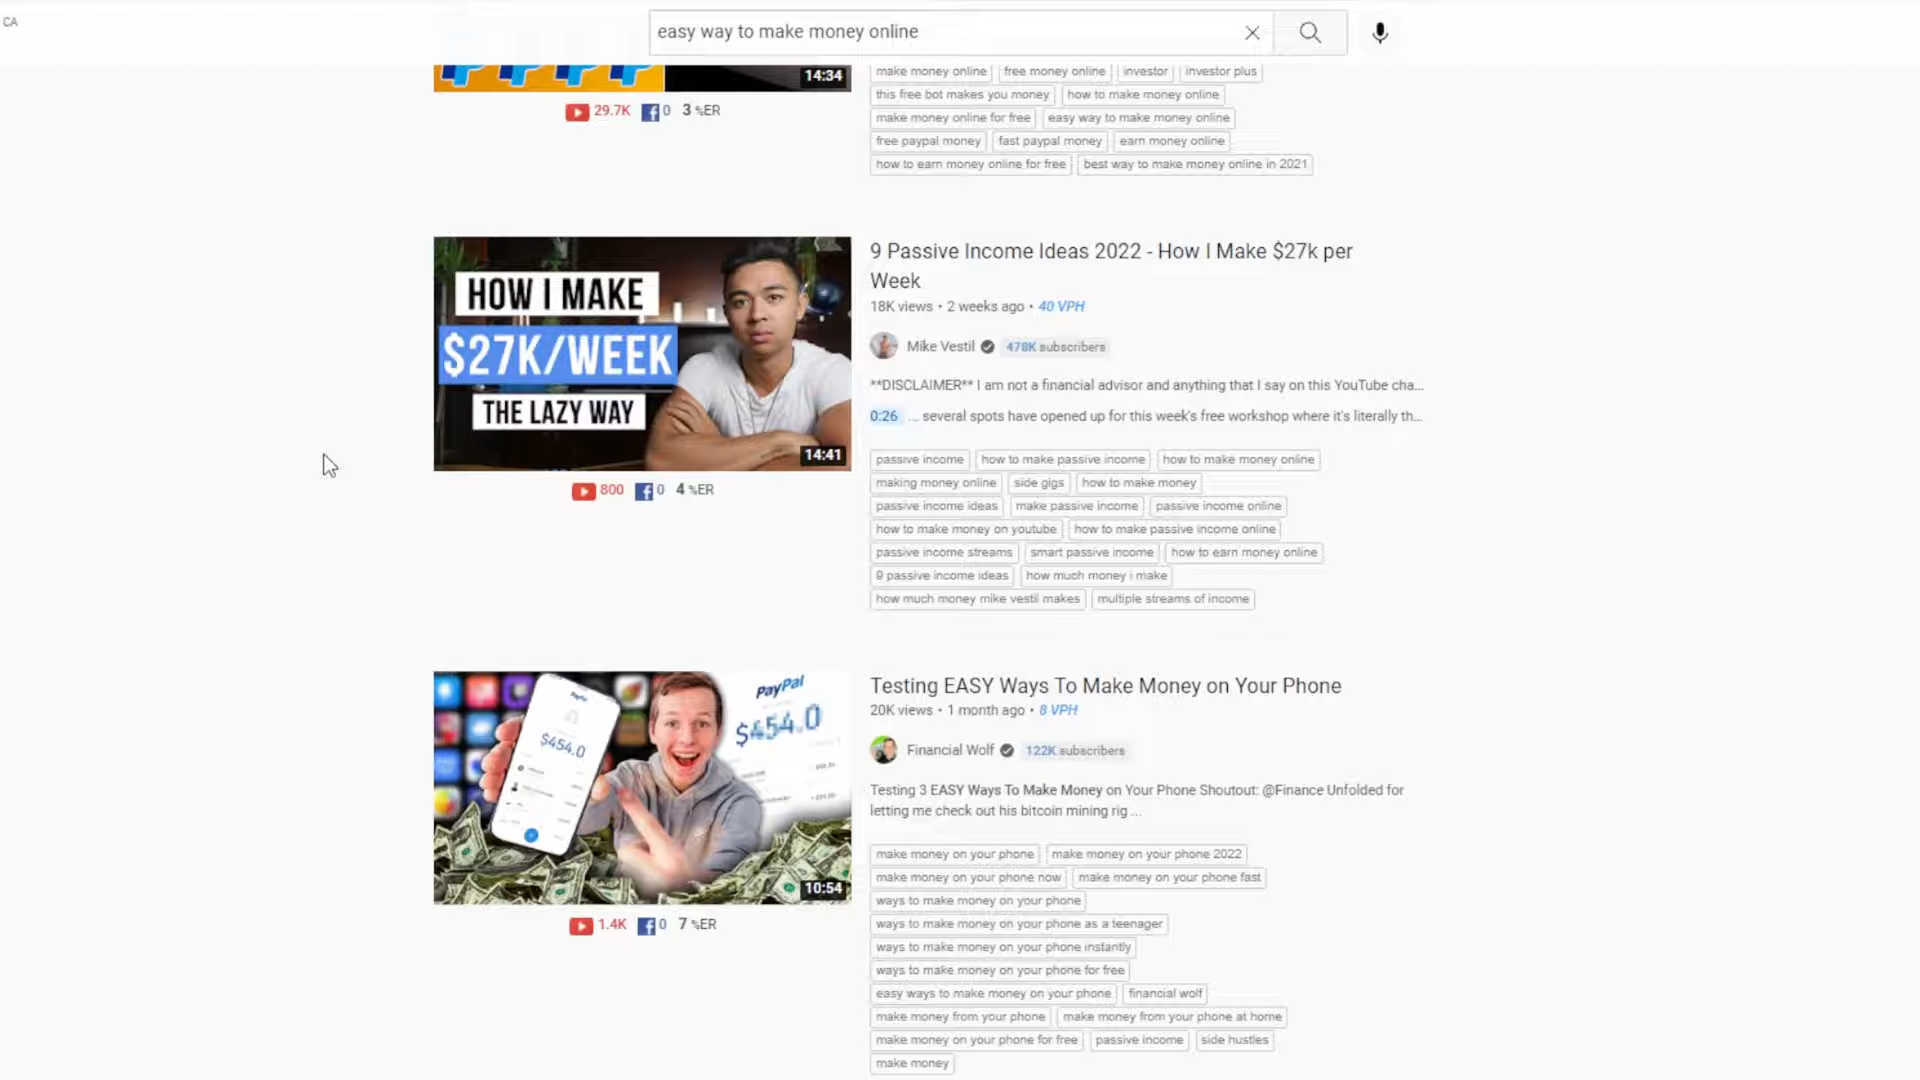 CA
easy way to make money online
14:34
29.7K 0 3 %ER
make money online free money online investor investor plus
this free bot makes you money how to make money online
make money online for free easy way to make money online
free paypal money fast paypal money earn money online
how to earn money online for free best way to make money online in 2021
HOW I MAKE
$27K/WEEK
THE LAZY WAY
14:41
800 0 4 %ER
9 Passive Income Ideas 2022 - How I Make $27k per
Week
18K views • 2 weeks ago • 40 VPH
Mike Vestil 478K subscribers
**DISCLAIMER** I am not a financial advisor and anything that I say on this YouTube cha...
0:26 ... several spots have opened up for this week's free workshop where it's literally th...
passive income how to make passive income how to make money online
making money online side gigs how to make money
passive income ideas make passive income passive income online
how to make money on youtube how to make passive income online
passive income streams smart passive income how to earn money online
9 passive income ideas how much money i make
how much money mike vestil makes multiple streams of income
PayPal
$454.0
PayPal
$454.0
10:54
1.4K 0 7 %ER
Testing EASY Ways To Make Money on Your Phone
20K views • 1 month ago • 8 VPH
Financial Wolf 122K subscribers
Testing 3 EASY Ways To Make Money on Your Phone Shoutout: @Finance Unfolded for
letting me check out his bitcoin mining rig ...
make money on your phone make money on your phone 2022
make money on your phone now make money on your phone fast
ways to make money on your phone
ways to make money on your phone as a teenager
ways to make money on your phone instantly
ways to make money on your phone for free
easy ways to make money on your phone financial wolf
make money from your phone make money from your phone at home
make money on your phone for free passive income side hustles
make money